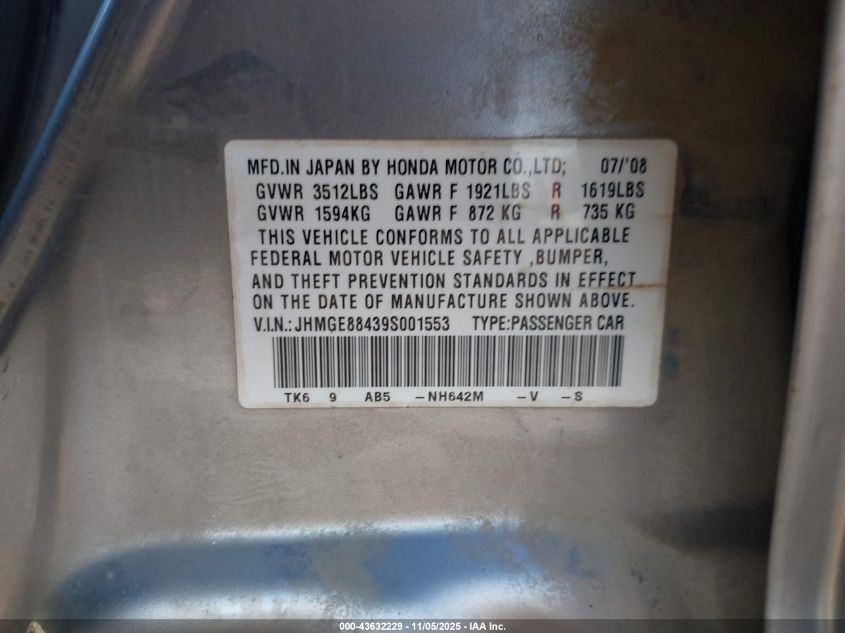 MFD.IN JAPAN BY HONDA MOTOR CO.,LTD; 07/'08
GVWR 3512LBS GAWR F 1921LBS R 1619LBS
GVWR 1594KG GAWR F 872 KG R 735 KG
THIS VEHICLE CONFORMS TO ALL APPLICABLE
FEDERAL MOTOR VEHICLE SAFETY ,BUMPER,
AND THEFT PREVENTION STANDARDS IN EFFECT
ON THE DATE OF MANUFACTURE SHOWN ABOVE.
V.I.N.:JHMGE88439S001553 TYPE:PASSENGER CAR
TK6 9 AB5 -NH642M -V -S
000-43632229 - 11/05/2025 - IAA Inc.